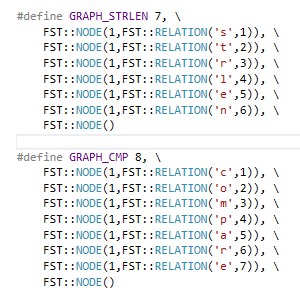 #define GRAPH_STRLEN 7, \
FST::NODE(1,FST::RELATION('s',1)), \
FST::NODE(1,FST::RELATION('t',2)), \
FST::NODE(1,FST::RELATION('r',3)), \
FST::NODE(1,FST::RELATION('l',4)), \
FST::NODE(1,FST::RELATION('e',5)), \
FST::NODE(1,FST::RELATION('n',6)), \
FST::NODE()
#define GRAPH_CMP 8, \
FST::NODE(1,FST::RELATION('c',1)), \
FST::NODE(1,FST::RELATION('o',2)), \
FST::NODE(1,FST::RELATION('m',3)), \
FST::NODE(1,FST::RELATION('p',4)), \
FST::NODE(1,FST::RELATION('a',5)), \
FST::NODE(1,FST::RELATION('r',6)), \
FST::NODE(1,FST::RELATION('e',7)), \
FST::NODE()